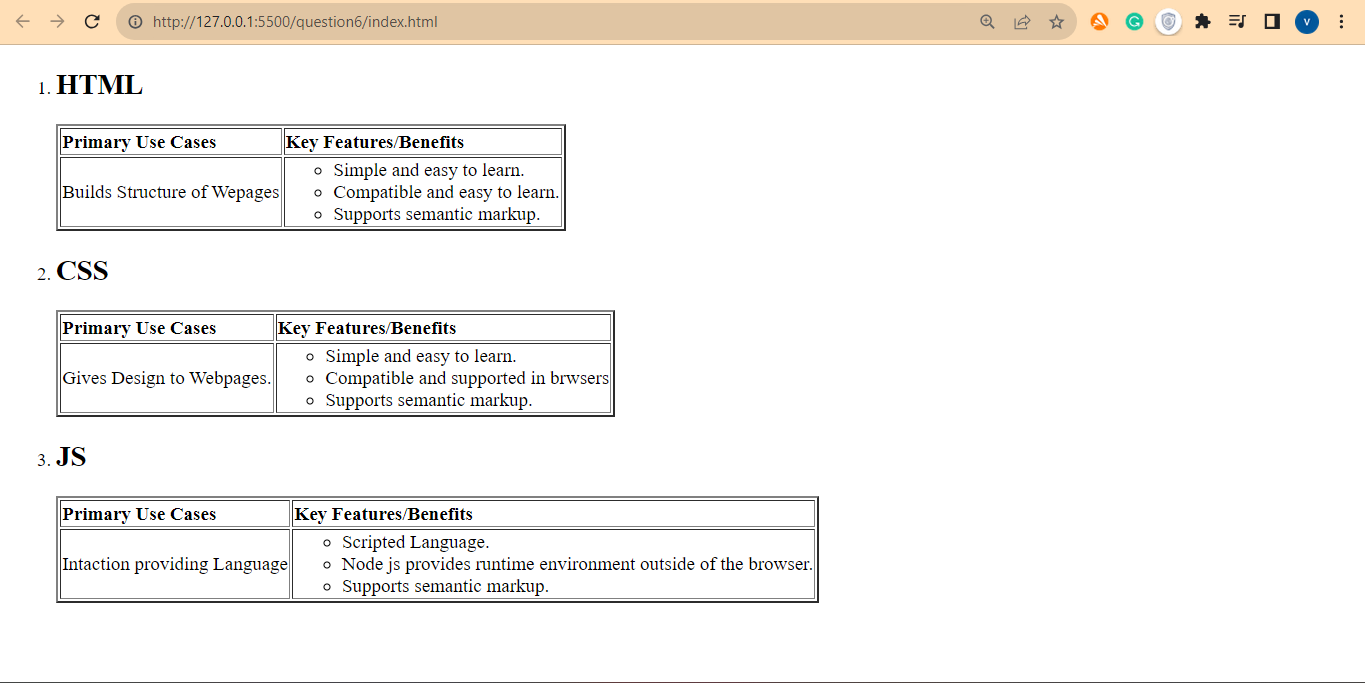 http://127.0.0.1:5500/question6/index.html
V
1. HTML
Primary Use Cases Key Features/Benefits
Builds Structure of Wepages
Simple and easy to learn.
Compatible and easy to learn.
Supports semantic markup.
2. CSS
Primary Use Cases Key Features/Benefits
Gives Design to Webpages.
Simple and easy to learn.
Compatible and supported in brwsers
Supports semantic markup.
3. JS
Primary Use Cases Key Features/Benefits
Intaction providing Language
Scripted Language.
Node js provides runtime environment outside of the browser.
Supports semantic markup.